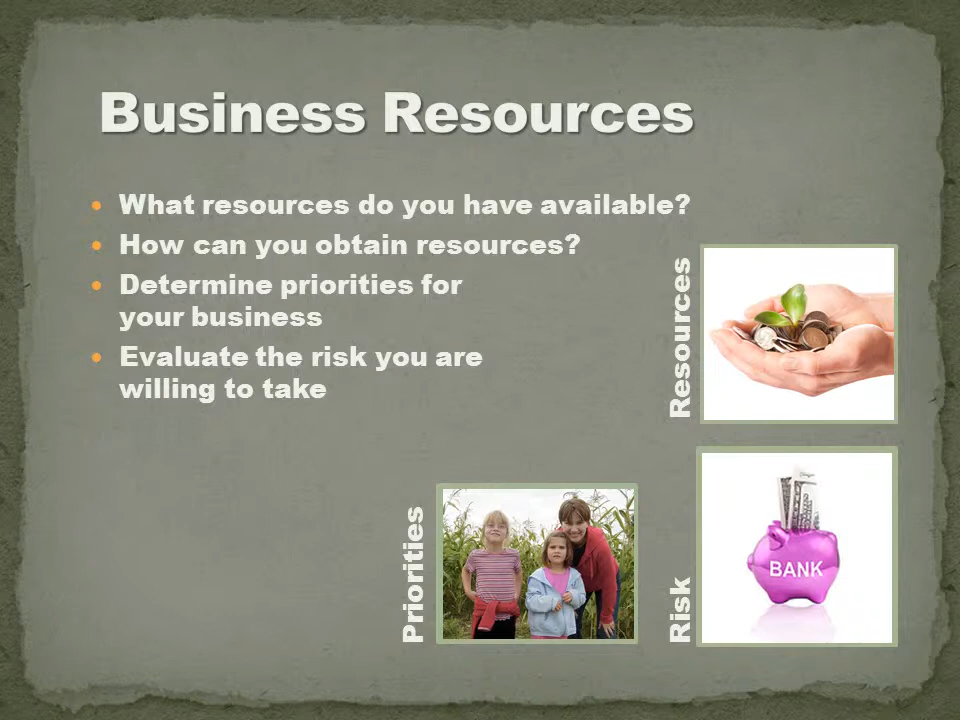 Business Resources
What resources do you have available?
How can you obtain resources?
Determine priorities for
your business
Evaluate the risk you are
willing to take
Resources
Priorities
Risk
BANK